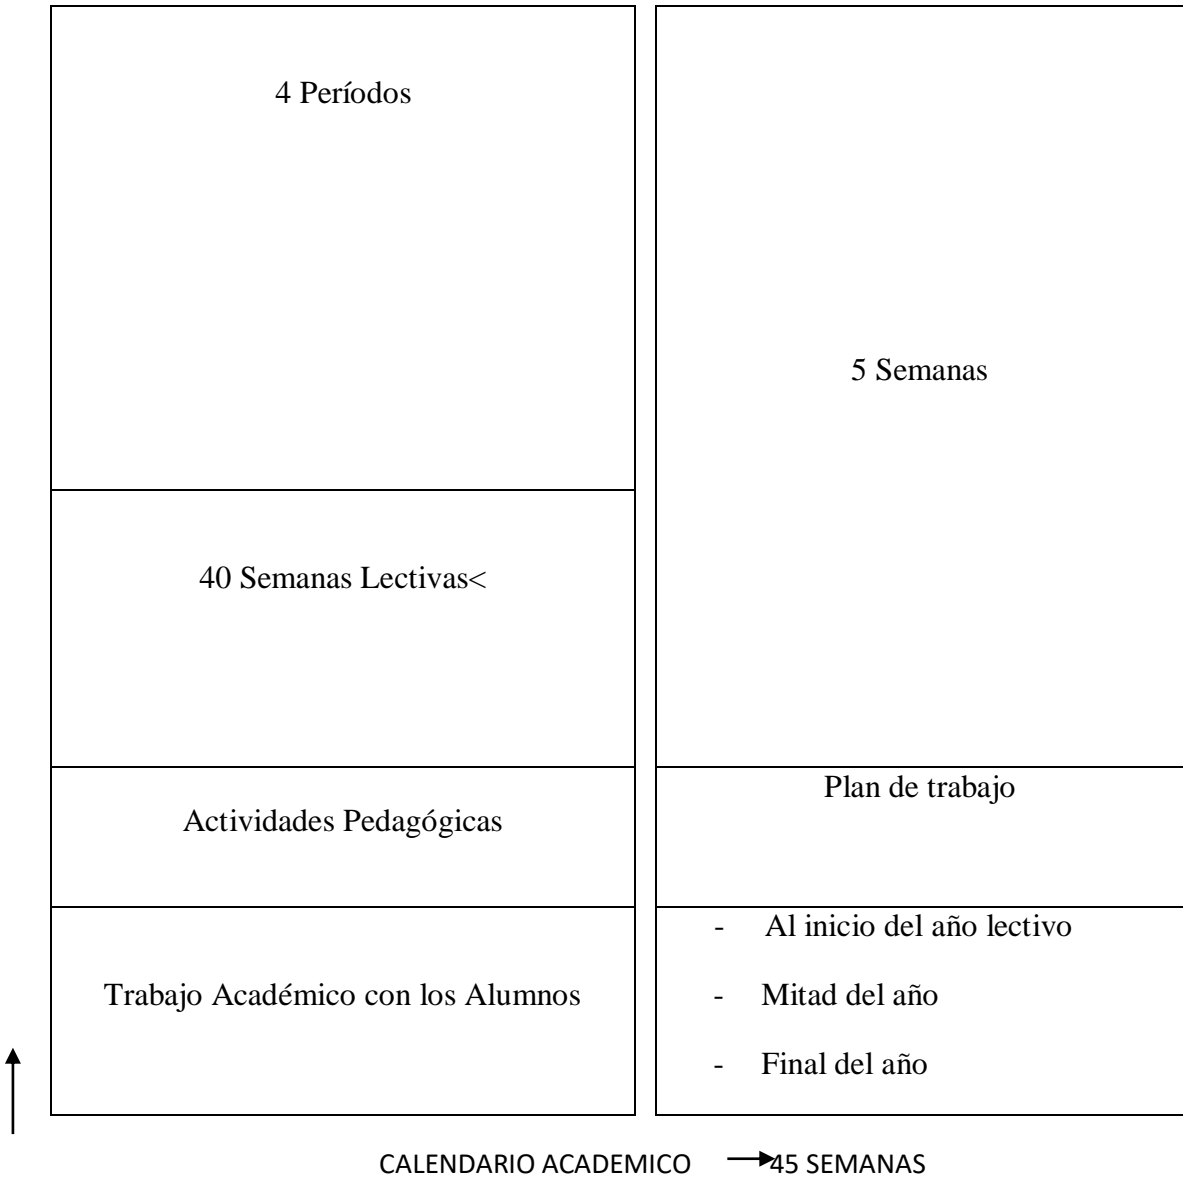 4 Períodos
40 Semanas Lectivas<
Actividades Pedagógicas
Trabajo Académico con los Alumnos
5 Semanas
Plan de trabajo
- Al inicio del año lectivo
- Mitad del año
- Final del año
CALENDARIO ACADEMICO 45 SEMANAS